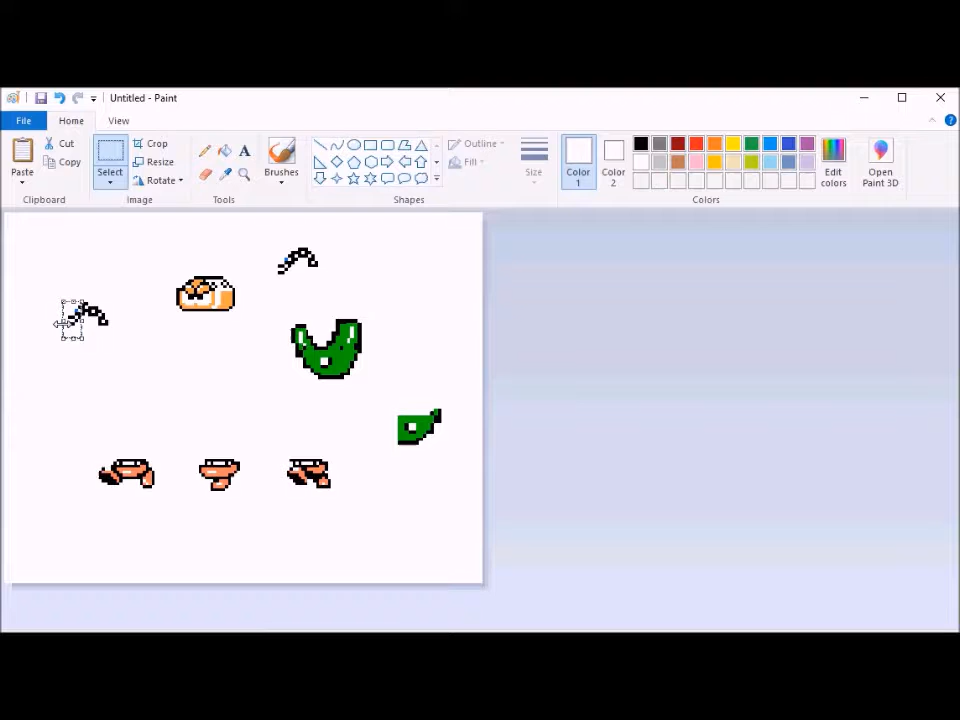 Untitled - Paint
File Home View
Paste
Cut
Copy
Clipboard
Select
Crop
Resize
Rotate
Image
A
Tools
Brushes
Outline
Fill
Shapes
Size
Color 1
Color 2
Edit colors
Colors
Open Paint 3D